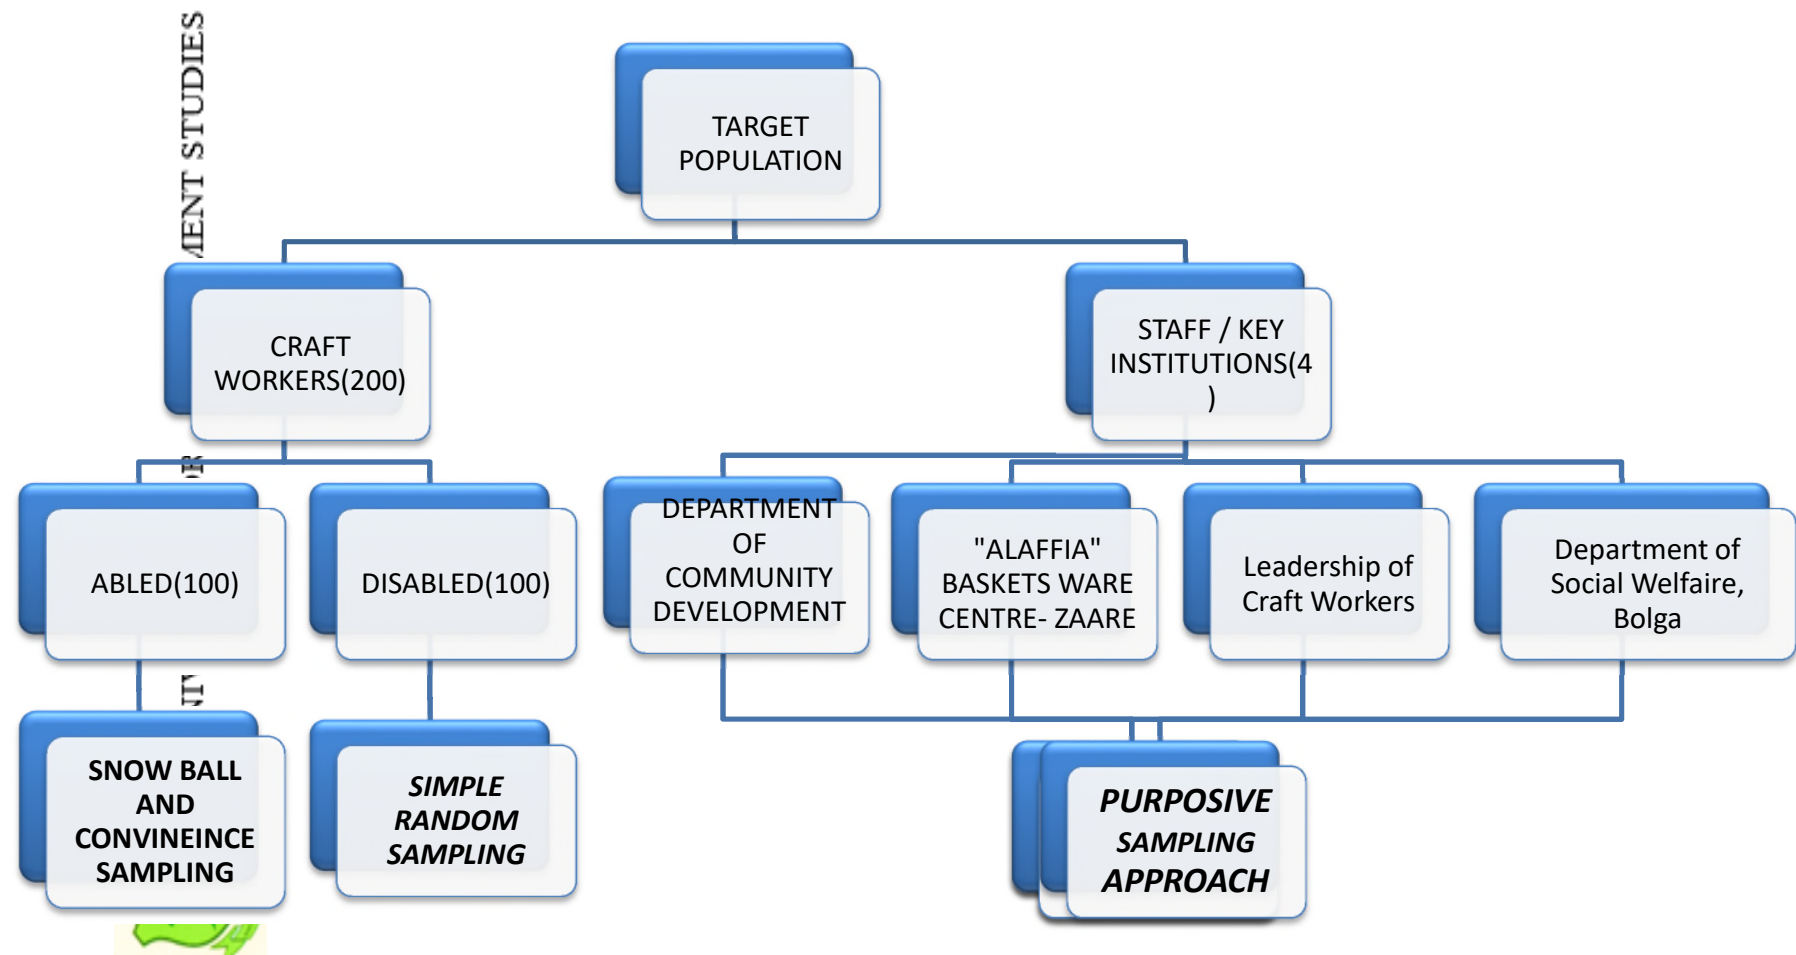 MENT STUDIES
TARGET
POPULATION
CRAFT
WORKERS(200)
STAFF / KEY
INSTITUTIONS(4
)
ABLED(100)
DISABLED(100)
DEPARTMENT
OF
COMMUNITY
DEVELOPMENT
"ALAFFIA"
BASKETS WARE
CENTRE- ZAARE
Leadership of
Craft Workers
Department of
Social Welfaire,
Bolga
SNOW BALL
AND
CONVINEINCE
SAMPLING
SIMPLE
RANDOM
SAMPLING
PURPOSIVE
SAMPLING
APPROACH